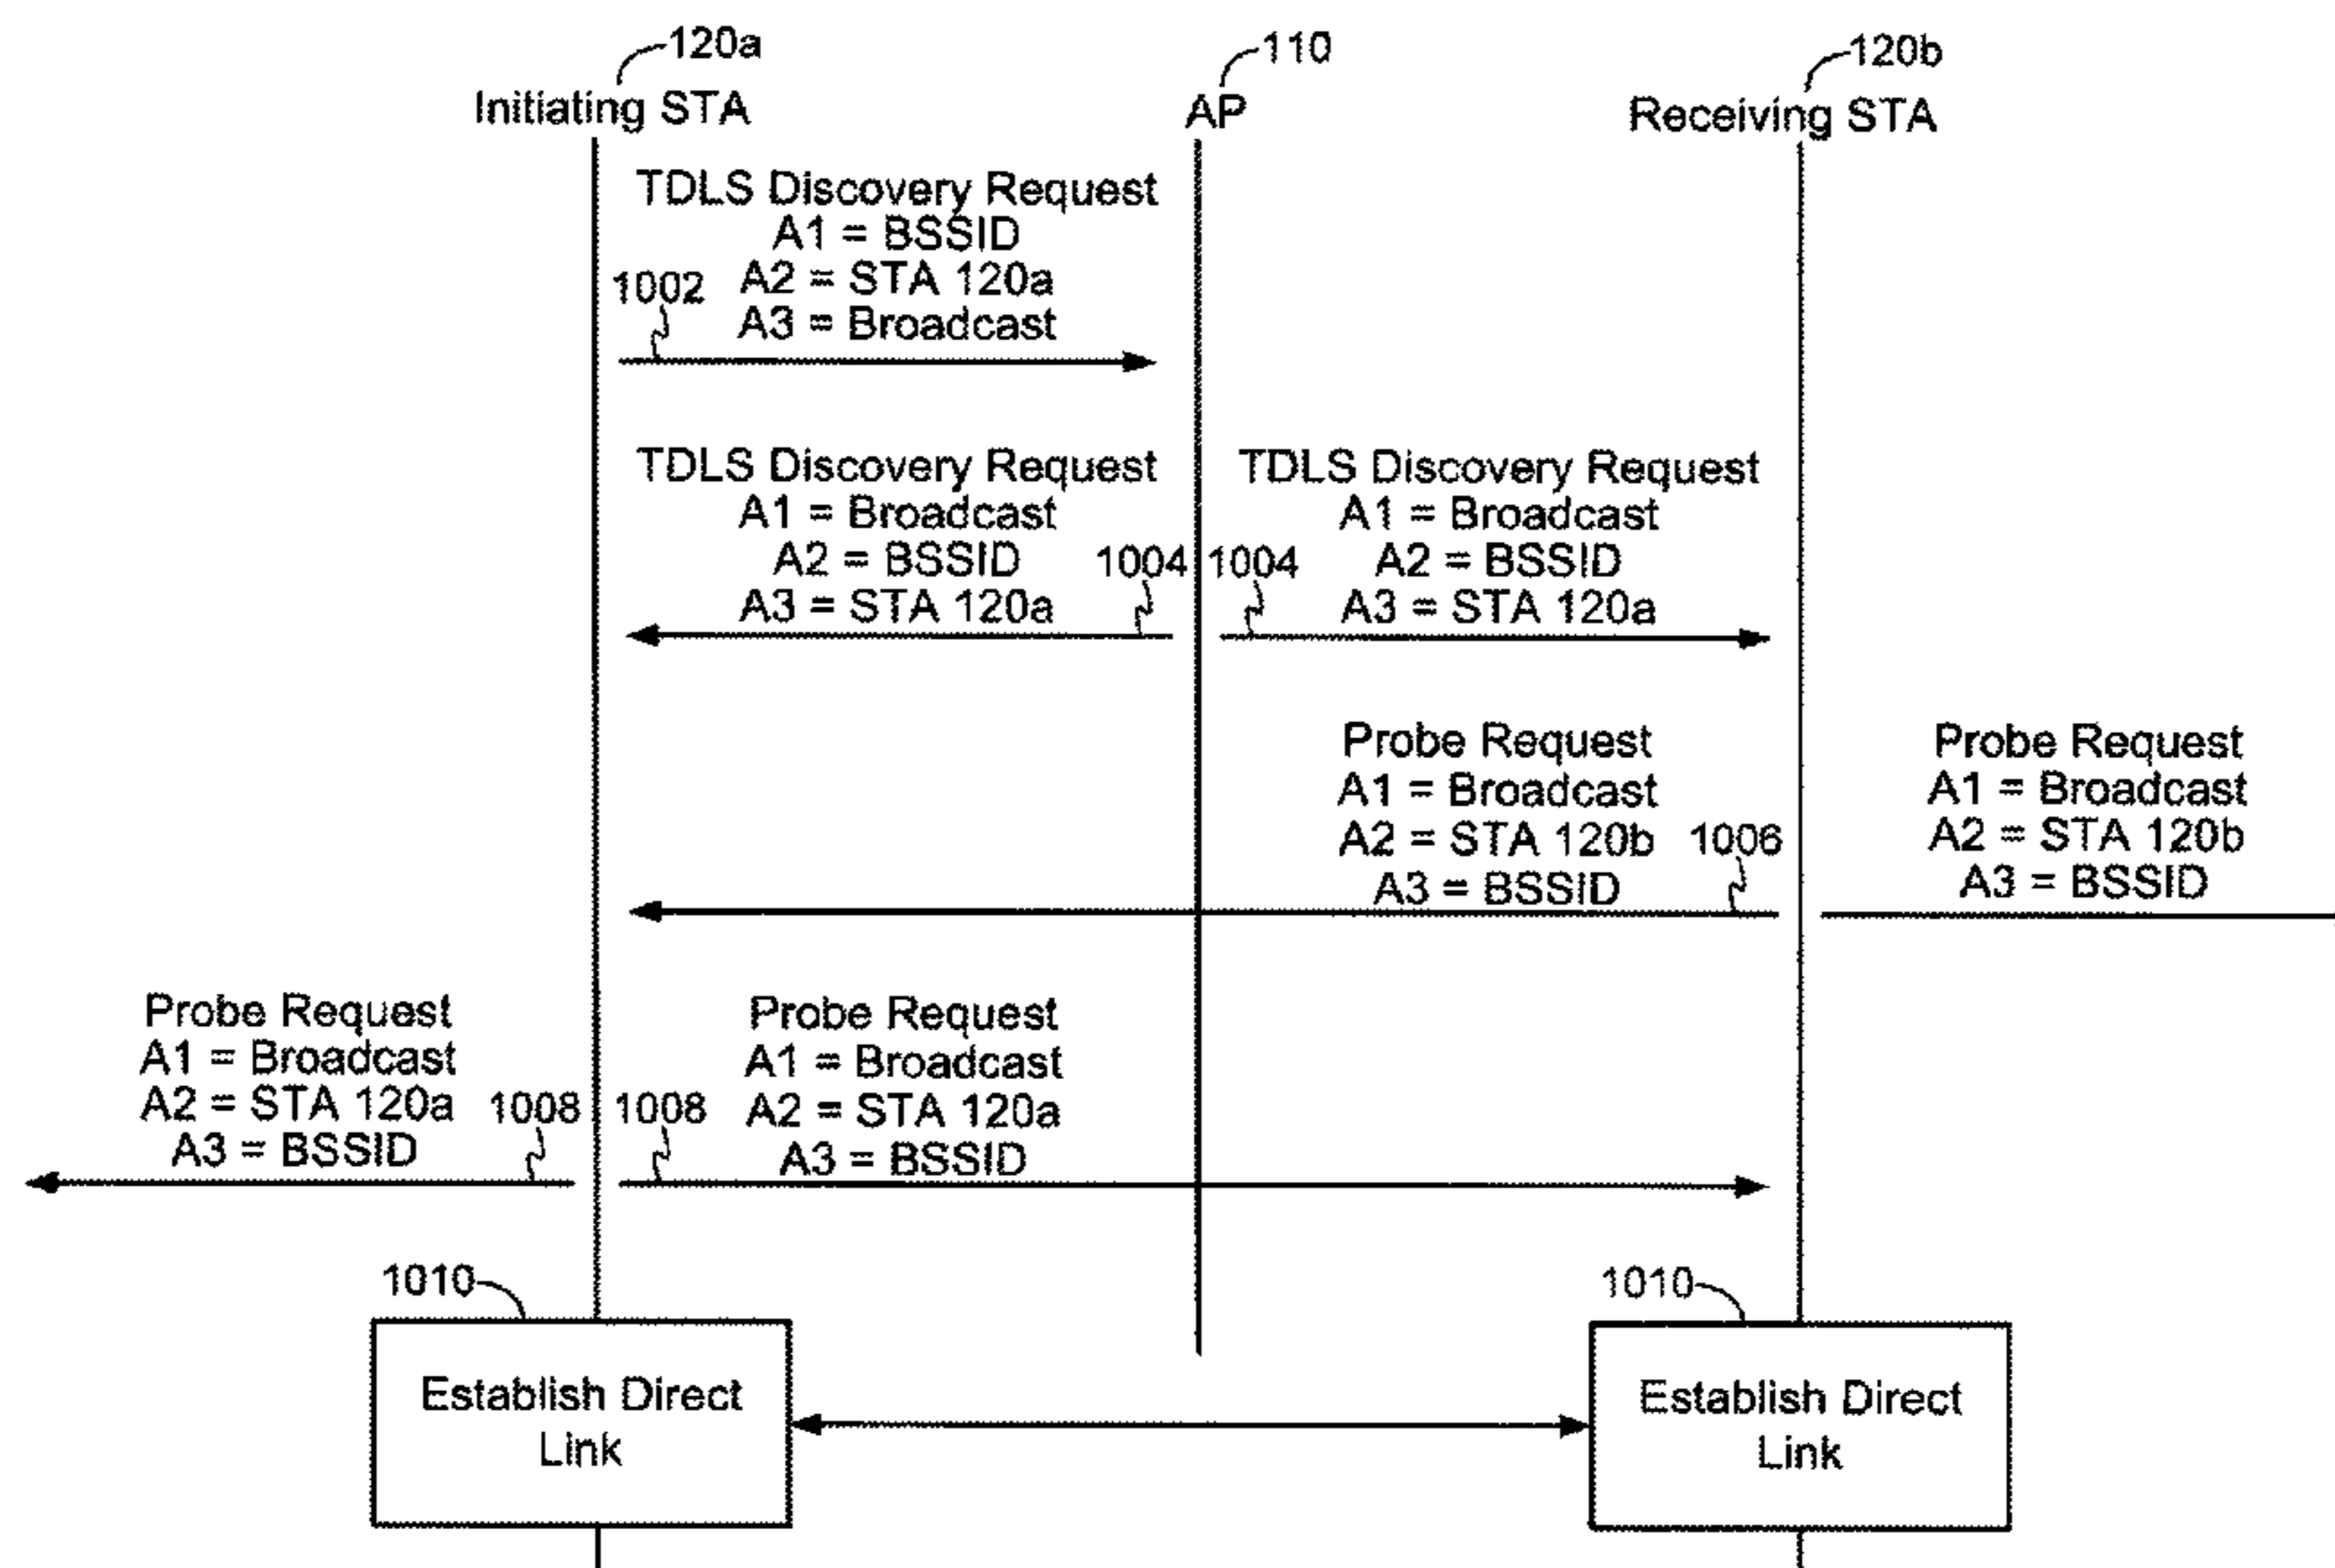 120a
110
120b
Initiating STA
AP
Receiving STA
TDLS Discovery Request
A1 = BSSID
A2 = STA 120a
A3 = Broadcast
1002
TDLS Discovery Request
A1 = Broadcast
A2 = BSSID
A3 = STA 120a
1004
1004
TDLS Discovery Request
A1 = Broadcast
A2 = BSSID
A3 = STA 120a
Probe Request
A1 = Broadcast
A2 = STA 120b
A3 = BSSID
1006
Probe Request
A1 = Broadcast
A2 = STA 120b
A3 = BSSID
Probe Request
A1 = Broadcast
A2 = STA 120a
A3 = BSSID
1008
1008
Probe Request
A1 = Broadcast
A2 = STA 120a
A3 = BSSID
1010
1010
Establish Direct
Link
Establish Direct
Link